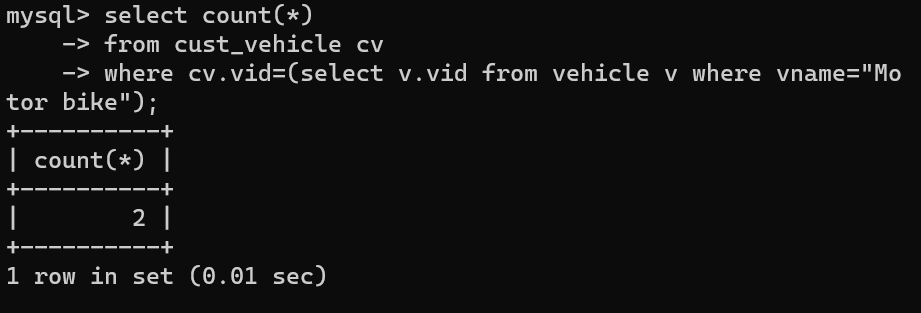 mysql> select count(*)
    -> from cust_vehicle cv
    -> where cv.vid=(select v.vid from vehicle v where vname="Mo
tor bike");
+----------+
| count(*) |
+----------+
|        2 |
+----------+
1 row in set (0.01 sec)